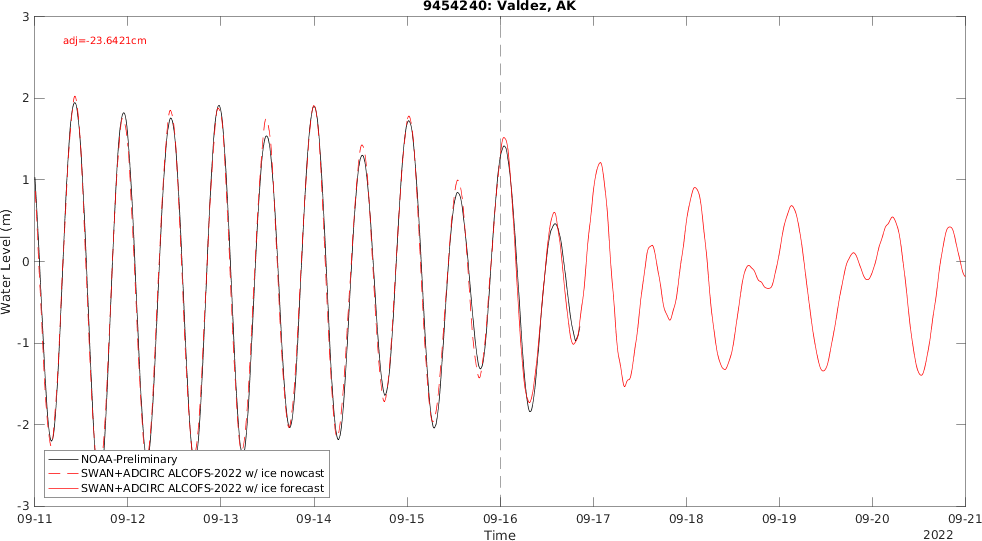 9454240: Valdez, AK
3
adj=-23.6421cm
2
1
0
-1
-2
-3
Water Level (m)
NOAA-Preliminary
SWAN+ADCIRC ALCOFS-2022 w/ ice nowcast
SWAN+ADCIRC ALCOFS-2022 w/ ice forecast
09-11 09-12 09-13 09-14 09-15 09-16 09-17 09-18 09-19 09-20 09-21
Time
2022